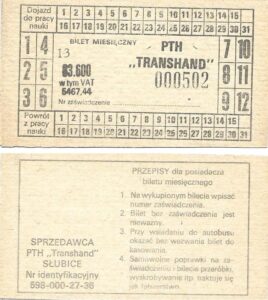 Dojazd do pracy nauki
1 2 3 4 5 6 7 8 9 10 11 12 13 14 15
16 17 18 19 20 21 22 23 24 25 26 27 28 29 30 31
1 4
2 5
3 6
BILET MIESIĘCZNY
13
83.600
w tym VAT
5467,44
Nr zaświadczenia
PTH
„TRANSHAND"
000502
7 10
8 11
9 12
Powrót z pracy nauki
1 2 3 4 5 6 7 8 9 10 11 12 13 14 15
16 17 18 19 20 21 22 23 24 25 26 27 28 29 30 31
SPRZEDAWCA
PTH „Transhand"
SŁUBICE
Nr identyfikacyjny
598-000-27-36
PRZEPISY dla posiadacza
biletu miesięcznego
1. Na wykupionym bilecie wpisać
numer zaświadczenia.
2. Bilet bez zaświadczenia jest
nieważny.
3. Przy wsiadaniu do autobusu
okazać bez wezwania bilet do
kasowania.
4. Samowolne poprawki na za-
świadczeniu i bilecie przeróbki,
wyskrobywanie traktuje się
jak fałszerstwo.